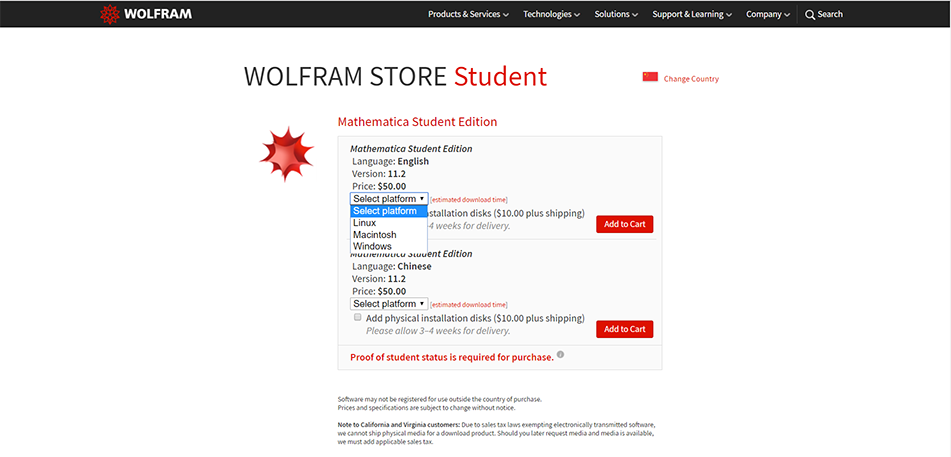 WOLFRAM
Products & Services
Technologies
Solutions
Support & Learning
Company
Search
WOLFRAM STORE Student
Change Country
Mathematica Student Edition
Mathematica Student Edition
Language: English
Version: 11.2
Price: $50.00
Select platform [estimated download time]
Select platform
Linux
Macintosh
Windows
installation disks ($10.00 plus shipping)
4 weeks for delivery.
Add to Cart
Mathematica Student Edition
Language: Chinese
Version: 11.2
Price: $50.00
Select platform [estimated download time]
Add physical installation disks ($10.00 plus shipping)
Please allow 3–4 weeks for delivery.
Add to Cart
Proof of student status is required for purchase.
Software may not be registered for use outside the country of purchase.
Prices and specifications are subject to change without notice.
Note to California and Virginia customers: Due to sales tax laws exempting electronically transmitted software,
we cannot ship physical media for a download product. Should you later request media and media is available,
we must add applicable sales tax.